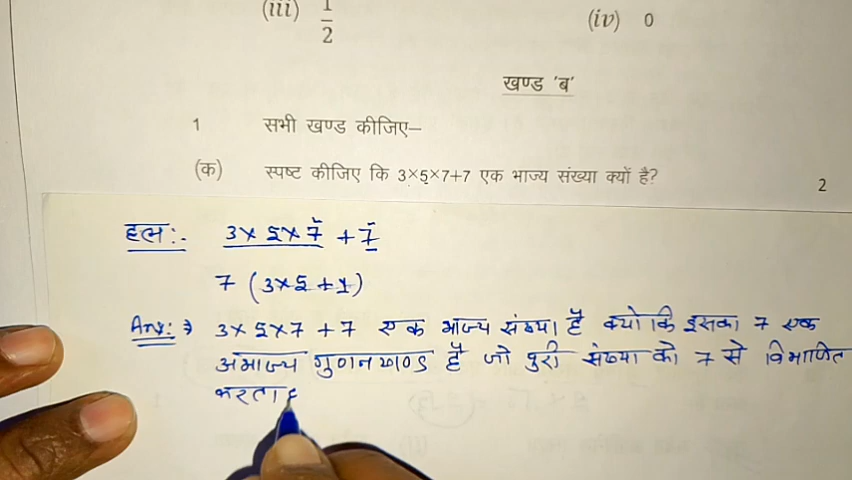 (iii) 1/2 (iv) 0
खण्ड 'ब'
1 सभी खण्ड कीजिए–
(क) स्पष्ट कीजिए कि 3×5×7+7 एक भाज्य संख्या क्यों है? 2
हल:- 3×5×7 + 7
7 (3×5+1)
Ans:→ 3×5×7+7 एक भाज्य संख्या है क्योकि इसका 7 एक
अभाज्य गुणनखण्ड है जो पुरी संख्या को 7 से विभाजित
करता